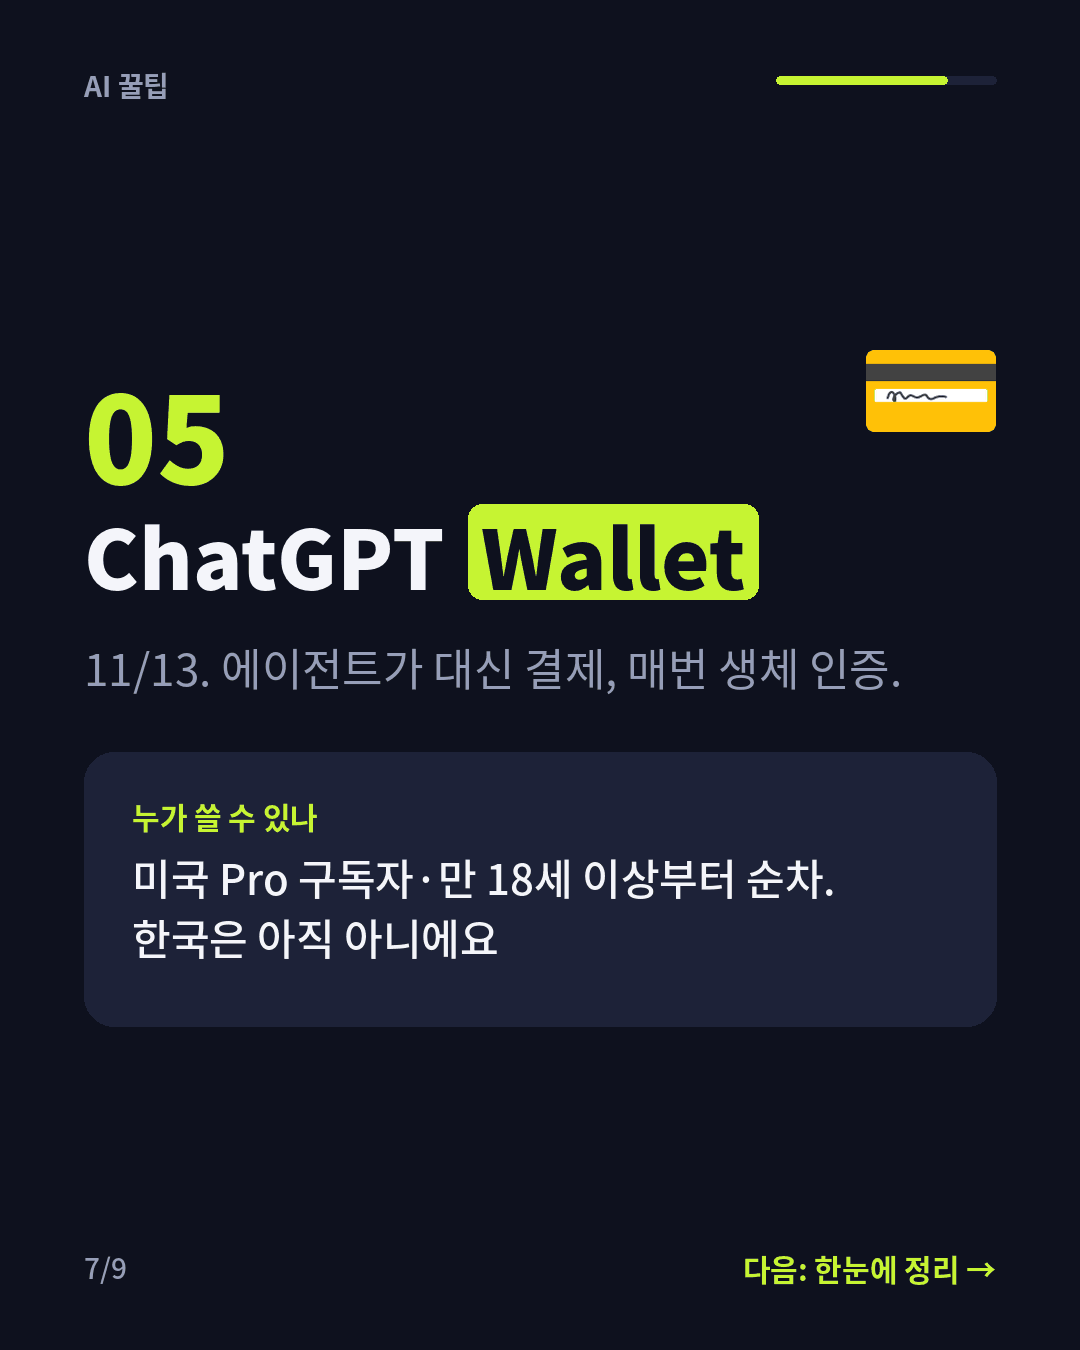 AI 꿀팁
05
ChatGPT Wallet
11/13. 에이전트가 대신 결제, 매번 생체 인증.
누가 쓸 수 있나
미국 Pro 구독자·만 18세 이상부터 순차.
한국은 아직 아니에요
7/9
다음: 한눈에 정리 →